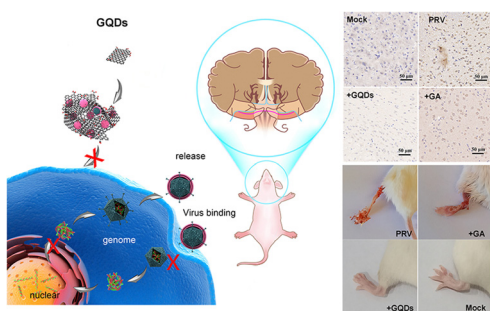 GQDs
release
Virus binding
genome
nuclear
Mock
PRV
50 μm
50 μm
+GQDs
+GA
50 μm
50 μm
PRV
+GA
+GQDs
Mock